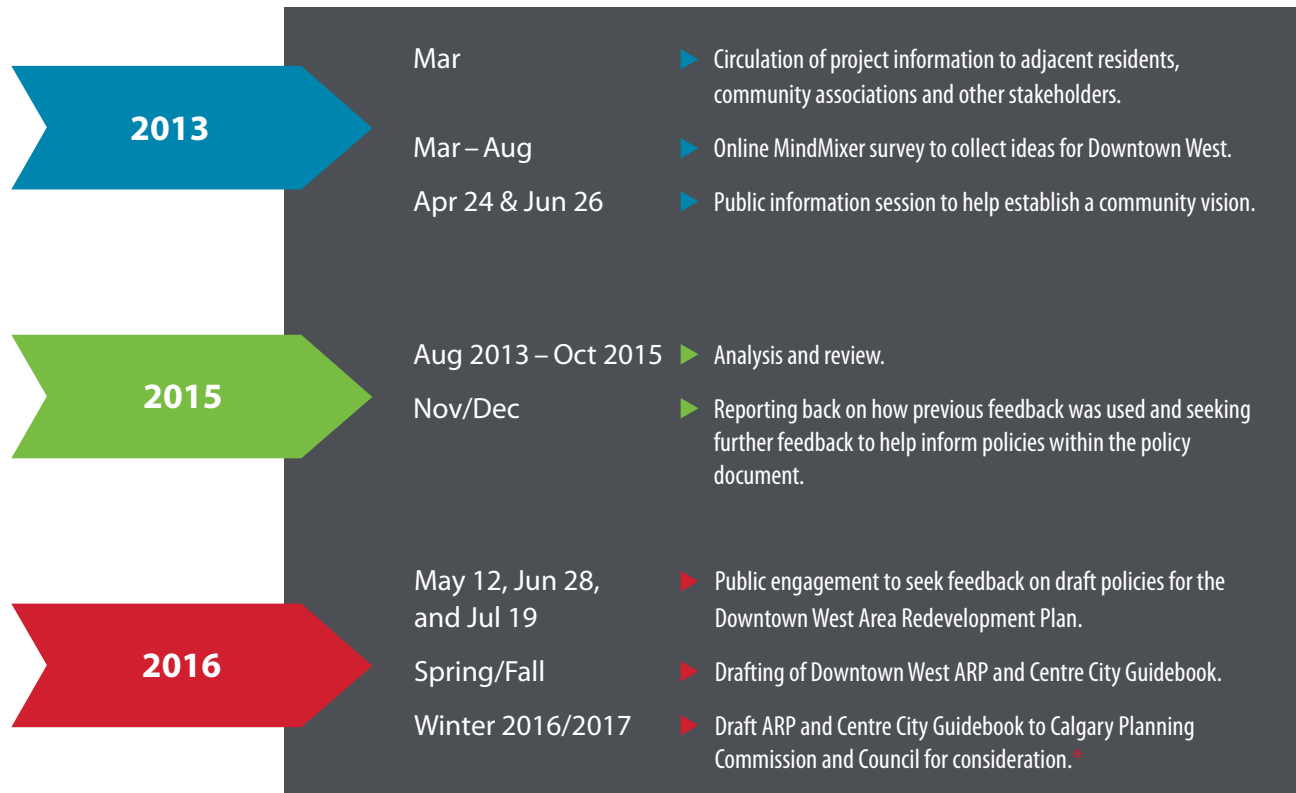 2013
Mar
Circulation of project information to adjacent residents,
community associations and other stakeholders.
Mar – Aug
Online MindMixer survey to collect ideas for Downtown West.
Apr 24 & Jun 26
Public information session to help establish a community vision.
2015
Aug 2013 – Oct 2015
Analysis and review.
Nov/Dec
Reporting back on how previous feedback was used and seeking
further feedback to help inform policies within the policy
document.
2016
May 12, Jun 28,
and Jul 19
Public engagement to seek feedback on draft policies for the
Downtown West Area Redevelopment Plan.
Spring/Fall
Drafting of Downtown West ARP and Centre City Guidebook.
Winter 2016/2017
Draft ARP and Centre City Guidebook to Calgary Planning
Commission and Council for consideration.*